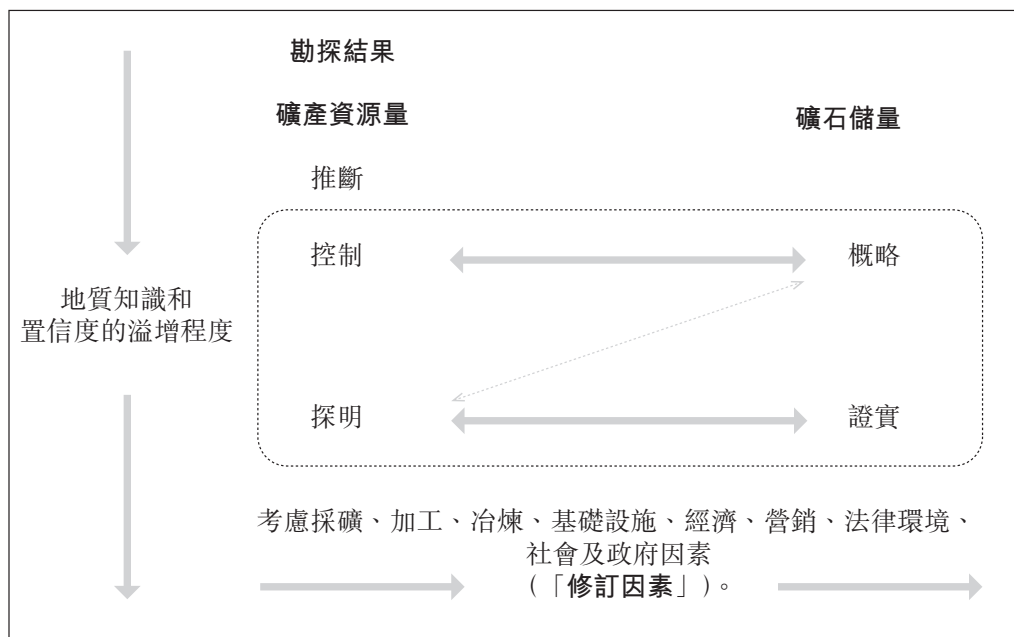 勘探結果
礦產資源量
礦石儲量
推斷
控制
概略
地質知識和
置信度的溢增程度
探明
證實
考慮採礦、加工、冶煉、基礎設施、經濟、營銷、法律環境、
社會及政府因素
(「修訂因素」)。